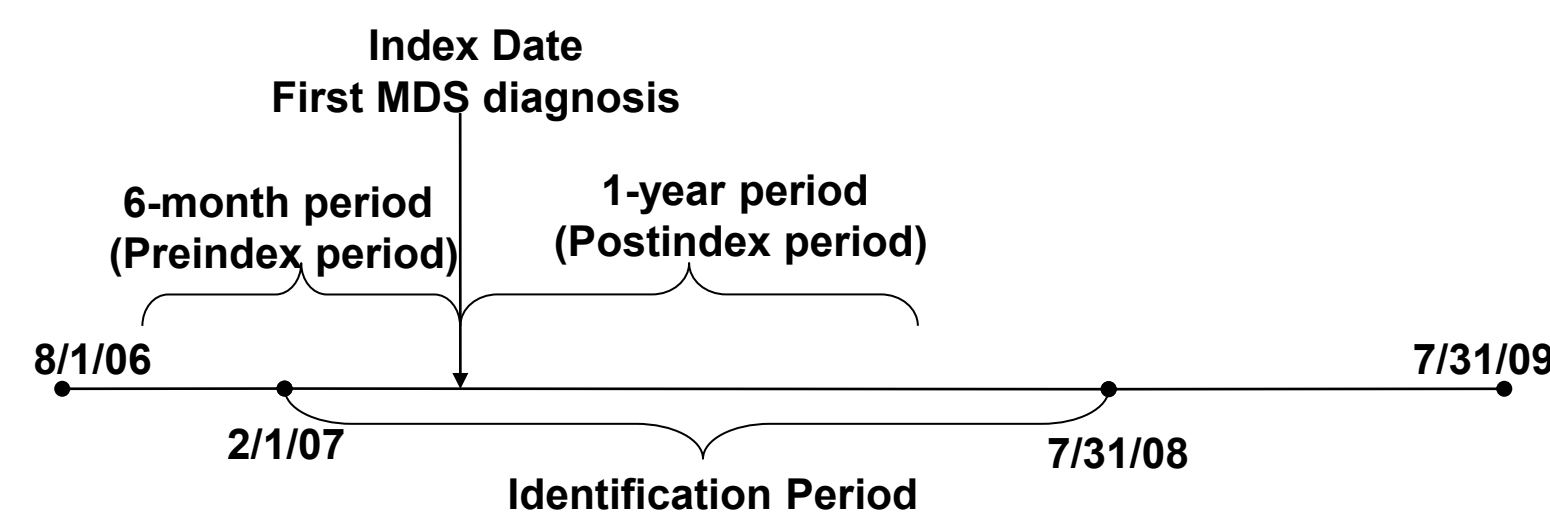 Index Date
First MDS diagnosis
6-month period
(Preindex period)
1-year period
(Postindex period)
8/1/06
7/31/09
2/1/07
7/31/08
Identification Period